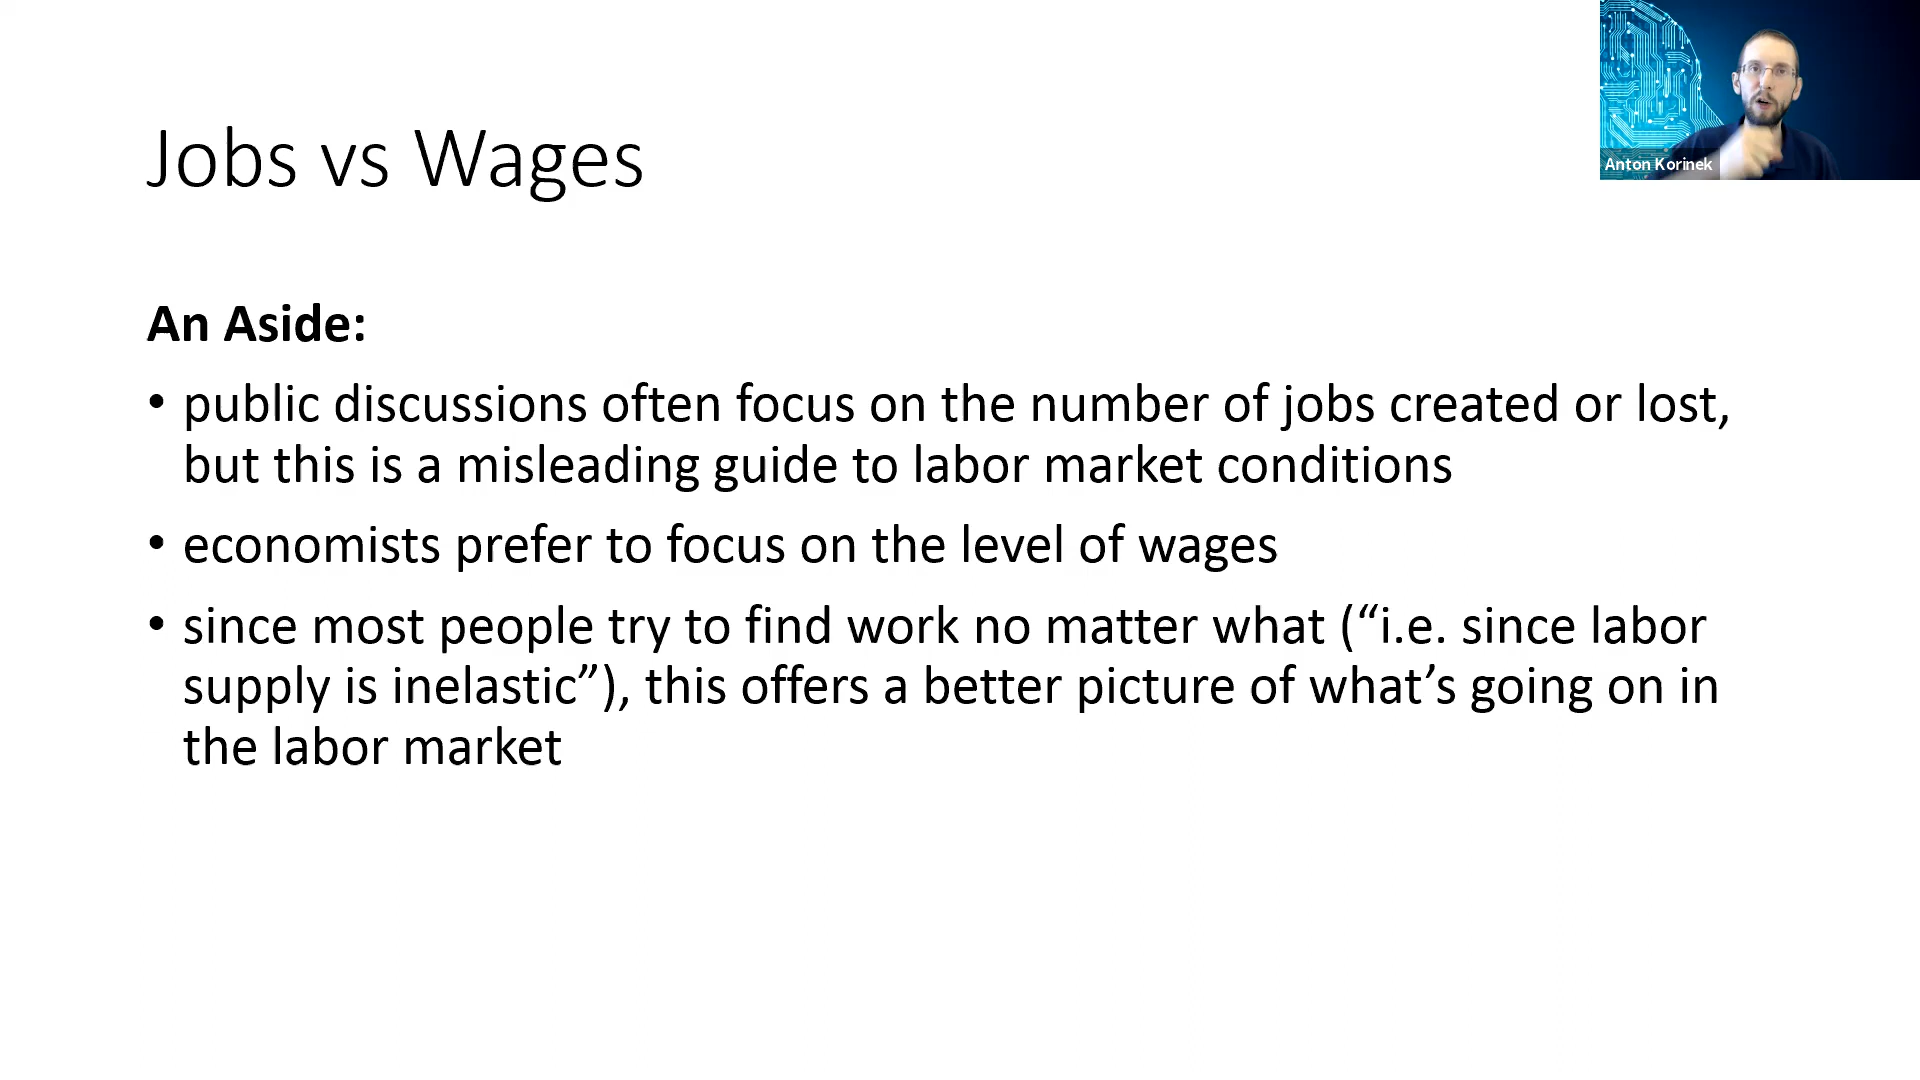 Jobs vs Wages
Anton Korinek
An Aside:
• public discussions often focus on the number of jobs created or lost,
but this is a misleading guide to labor market conditions
• economists prefer to focus on the level of wages
• since most people try to find work no matter what (“i.e. since labor
supply is inelastic”), this offers a better picture of what’s going on in
the labor market